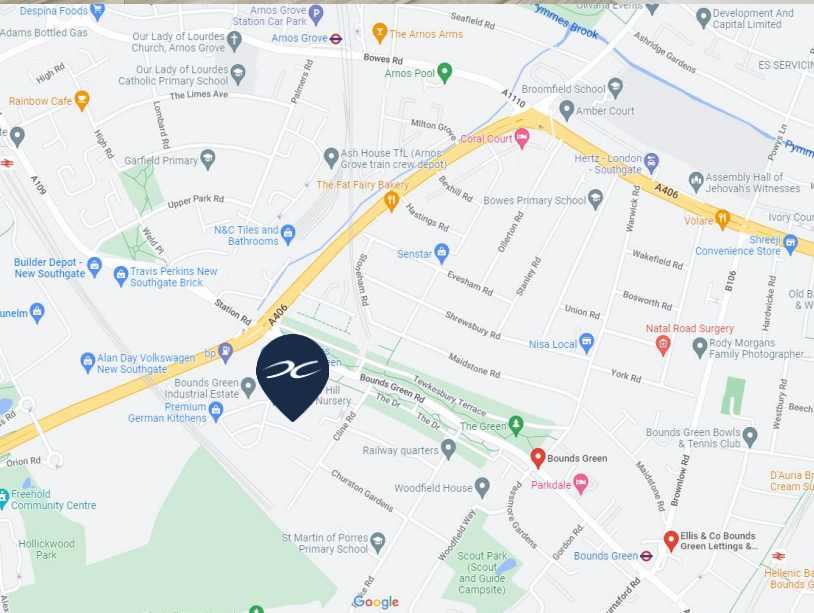 Despina Foods
Arnos Grove
Station Car Park
Seafield Rd
Pymmes Brook
Olivana Events
Development And
Capital Limited
Adams Bottled Gas
Our Lady of Lourdes
Church, Arnos Grove
Arnos Grove
The Arnos Arms
Bowes Rd
Ashridge Gardens
High Rd
Our Lady of Lourdes
Catholic Primary School
Palmers Rd
Arnos Pool
A1110
Broomfield School
ES SERVICIN
Rainbow Cafe
The Limes Ave
Lombard Rd
High Rd
Milton Grove
Coral Court
Amber Court
Powys Ln
Pymm
Garfield Primary
Ash House TfL (Arnos
Grove train crew depot)
Hertz - London
- Southgate
A109
The Fat Fairy Bakery
Bexhill Rd
A406
Assembly Hall of
Jehovah's Witnesses
Upper Park Rd
Hastings Rd
Bowes Primary School
Warwick Rd
Volare
Ivory Cour
Weld Pl
N&C Tiles and
Bathrooms
Ollerton Rd
Shreeji
Convenience Store
Builder Depot -
New Southgate
Travis Perkins New
Southgate Brick
Senstar
Stanley Rd
Wakefield Rd
B106
Evesham Rd
Bosworth Rd
Hardwicke Rd
Old B
& W
unelm
Station Rd
A406
Union Rd
Shrewsbury Rd
Natal Road Surgery
Nisa Local
Rody Morgans
Family Photographer...
Alan Day Volkswagen
New Southgate
bp
Maidstone Rd
York Rd
Bounds Green
Industrial Estate
Hill
Nursery
Bounds Green Rd
Tewkesbury Terrace
The Dr
The Dr
Westbury Rd
Beech
Premium
German Kitchens
Cline Rd
The Green
Bounds Green Bowls
& Tennis Club
Orion Rd
Railway quarters
Bounds Green
Maidstone Rd
Brownlow Rd
Freehold
Community Centre
Churston Gardens
Woodfield House
Parkdale
D'Auria Br
Cream Su
Passmore Gardens
Woodfield Way
Gordon Rd.
Hollickwood
Park
St Martin of Porres
Primary School
Scout Park
(Scout
and Guide
Campsite)
Bounds Green
Ellis & Co Bounds
Green Lettings &...
Hellenic Ba
Bounds G
Google